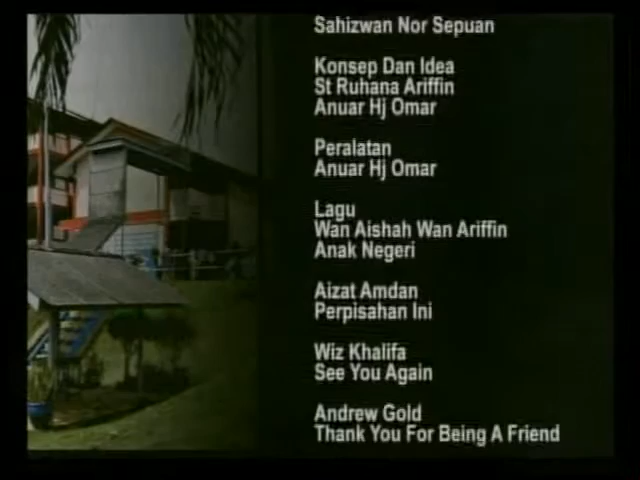 Sahizwan Nor Sepuan
Konsep Dan Idea
St Ruhana Ariffin
Anuar Hj Omar
Peralatan
Anuar Hj Omar
Lagu
Wan Aishah Wan Ariffin
Anak Negeri
Aizat Amdan
Perpisahan Ini
Wiz Khalifa
See You Again
Andrew Gold
Thank You For Being A Friend